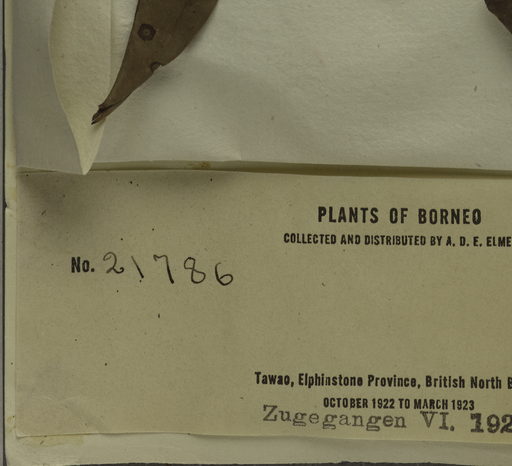 PLANTS OF BORNEO
COLLECTED AND DISTRIBUTED BY A. D. E. ELME
No. 21786
Tawao, Elphinstone Province, British North B
OCTOBER 1922 TO MARCH 1923
Zugegangen VI. 192